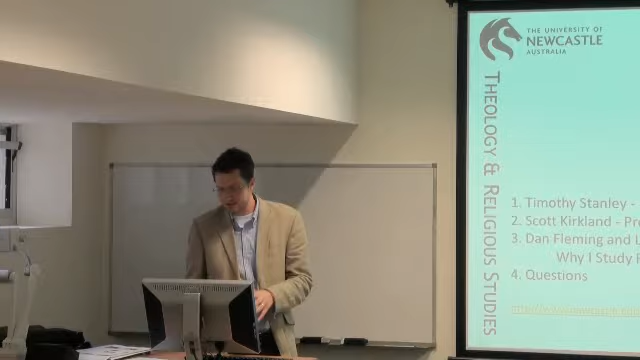 THE UNIVERSITY OF
NEWCASTLE
AUSTRALIA
THEOLOGY & RELIGIOUS STUDIES
1. Timothy Stanley -
2. Scott Kirkland -
3. Dan Fleming and
Why I Study
4. Questions